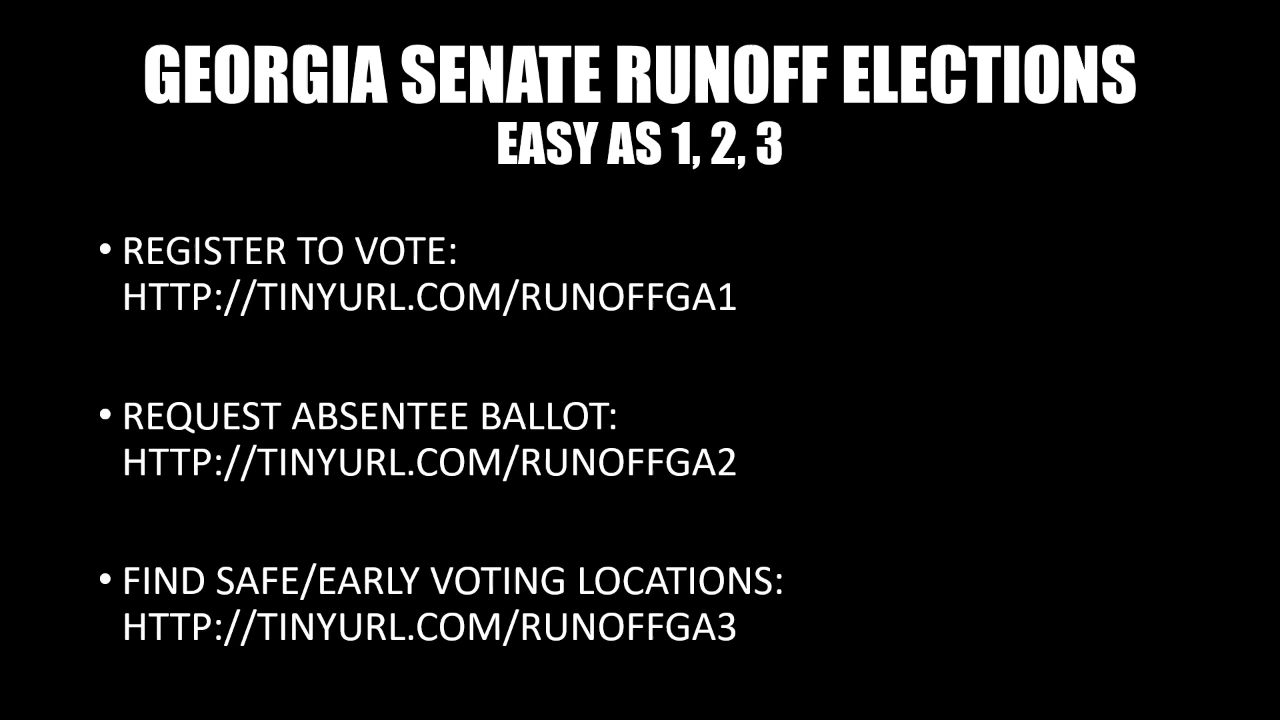 GEORGIA SENATE RUNOFF ELECTIONS
EASY AS 1, 2, 3
• REGISTER TO VOTE:
HTTP://TINYURL.COM/RUNOFFGA1
• REQUEST ABSENTEE BALLOT:
HTTP://TINYURL.COM/RUNOFFGA2
• FIND SAFE/EARLY VOTING LOCATIONS:
HTTP://TINYURL.COM/RUNOFFGA3